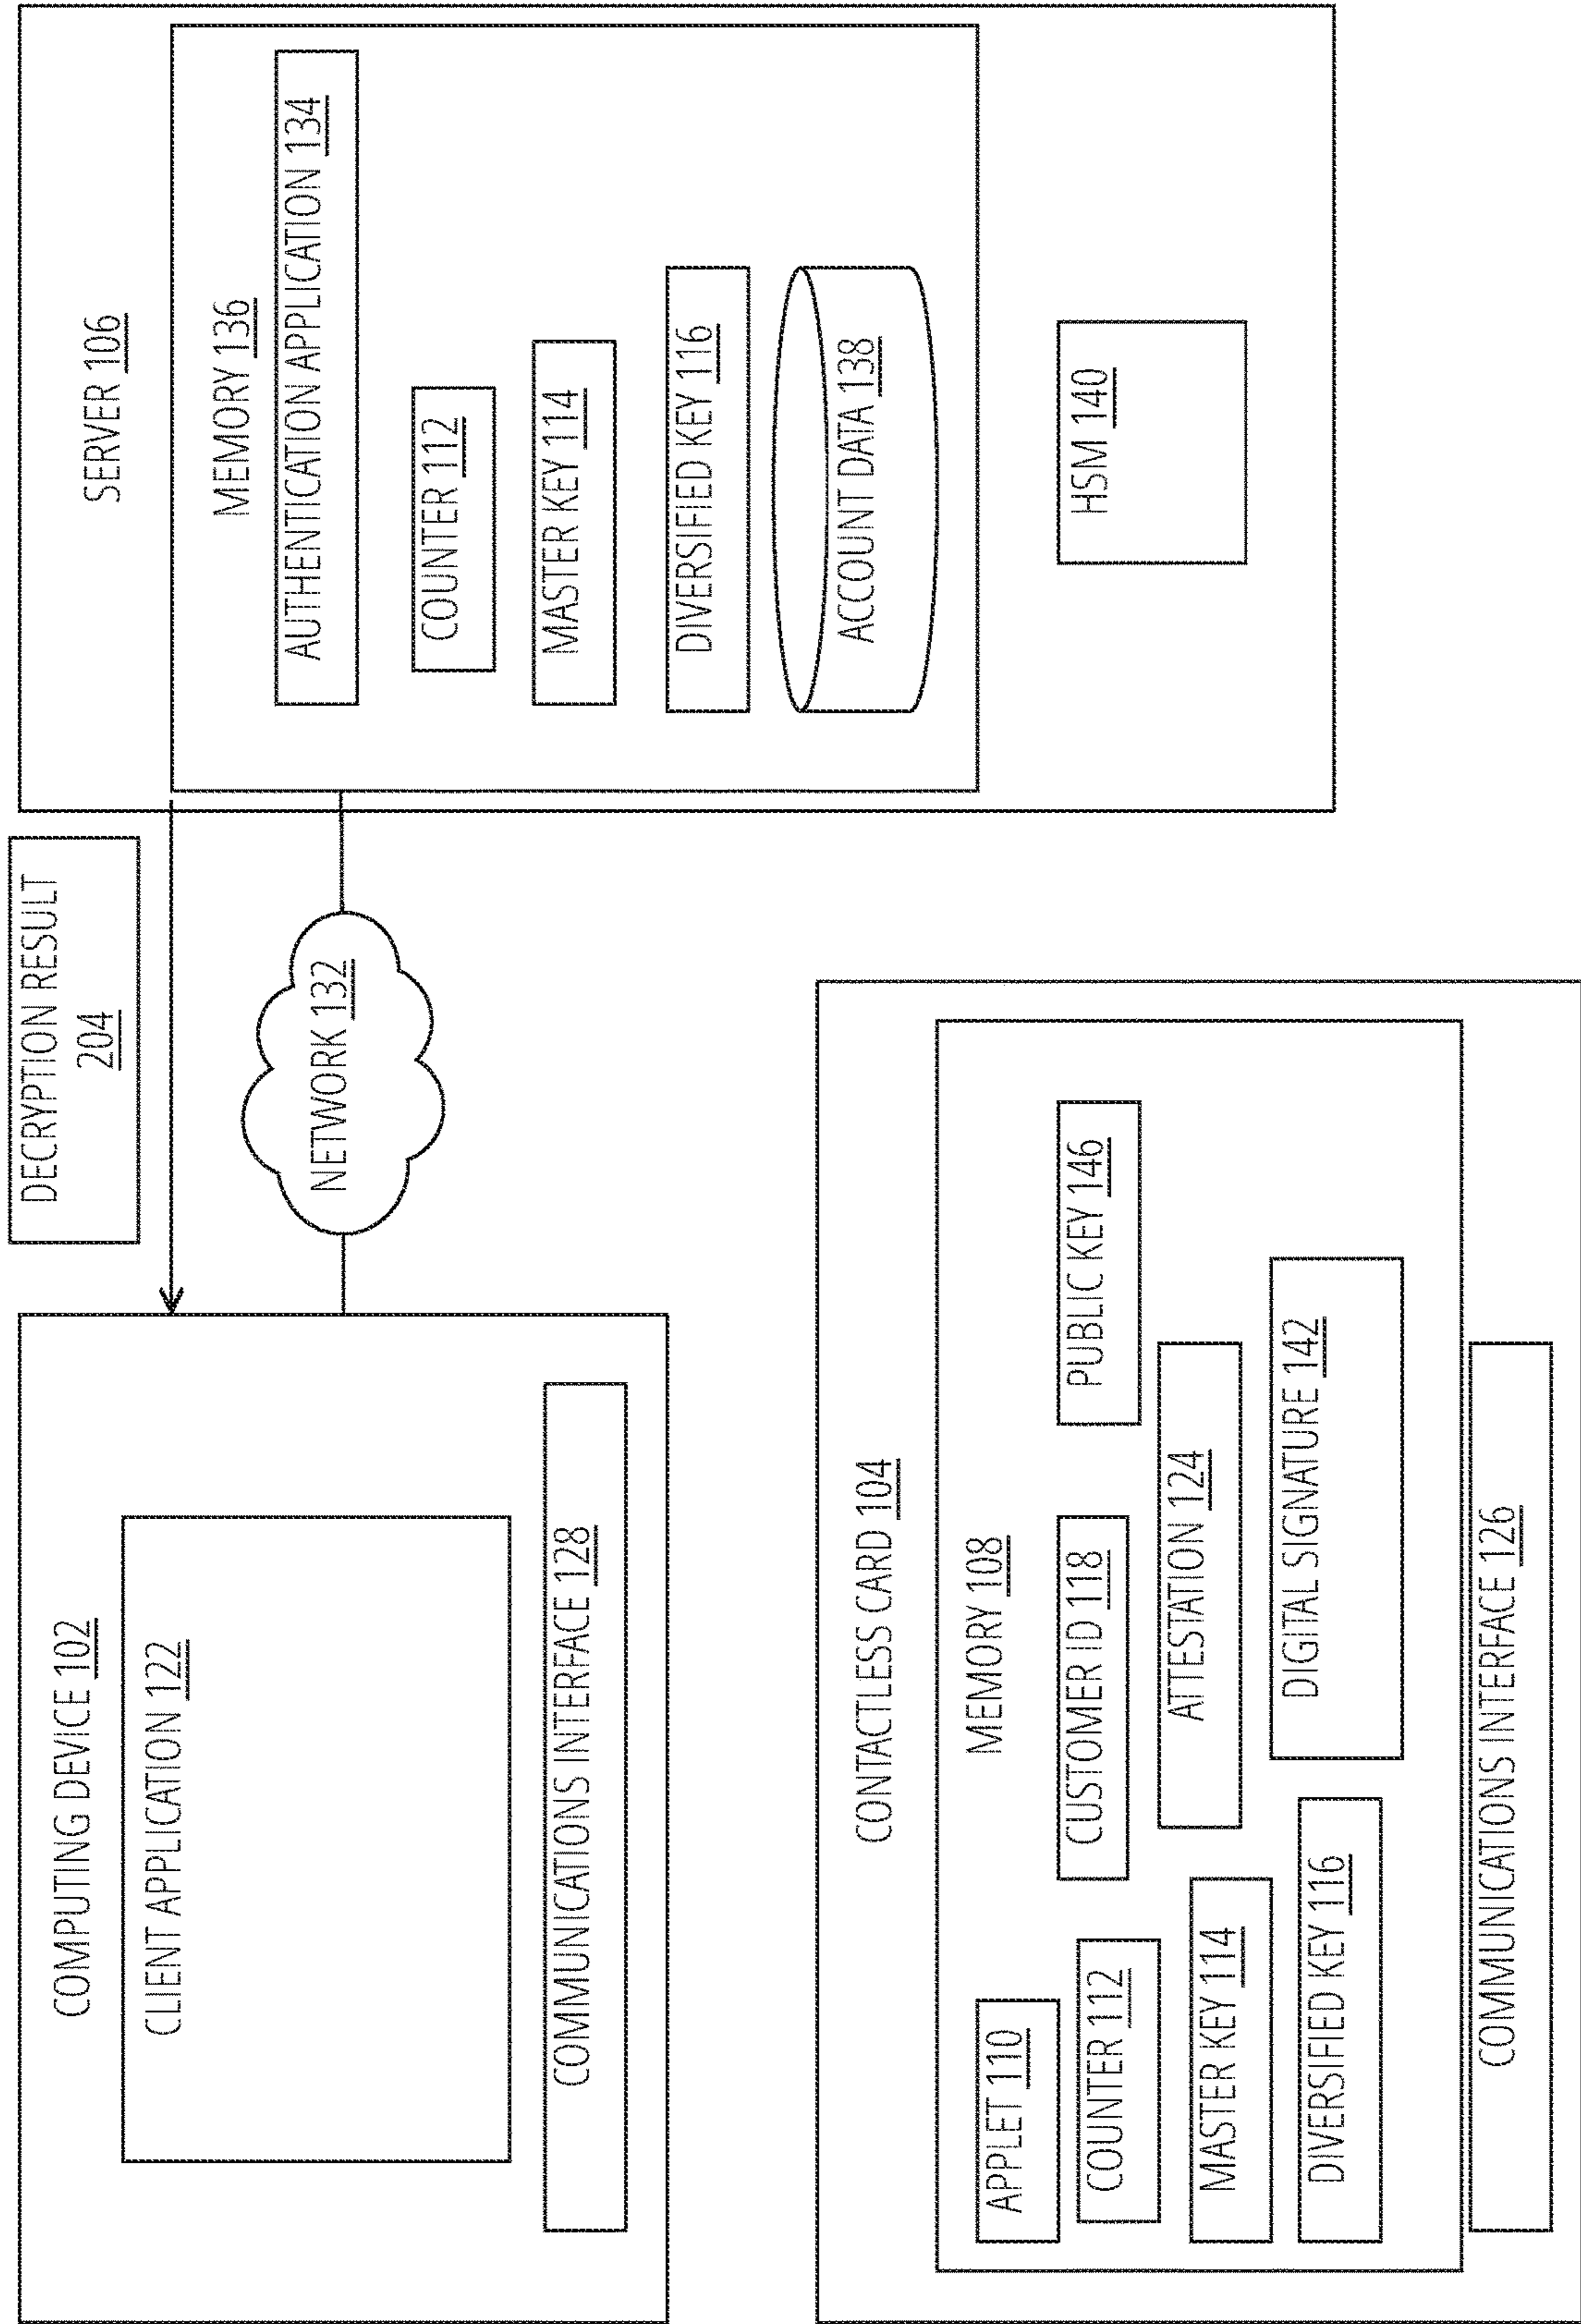 COMPUTING DEVICE 102
CLIENT APPLICATION 122
COMMUNICATIONS INTERFACE 128
DECRYPTION RESULT
204
NETWORK 132
SERVER 106
MEMORY 136
AUTHENTICATION APPLICATION 134
COUNTER 112
MASTER KEY 114
DIVERSIFIED KEY 116
ACCOUNT DATA 138
HSM 140
CONTACTLESS CARD 104
MEMORY 108
APPLET 110
COUNTER 112
MASTER KEY 114
DIVERSIFIED KEY 116
CUSTOMER ID 118
PUBLIC KEY 146
ATTESTATION 124
DIGITAL SIGNATURE 142
COMMUNICATIONS INTERFACE 126